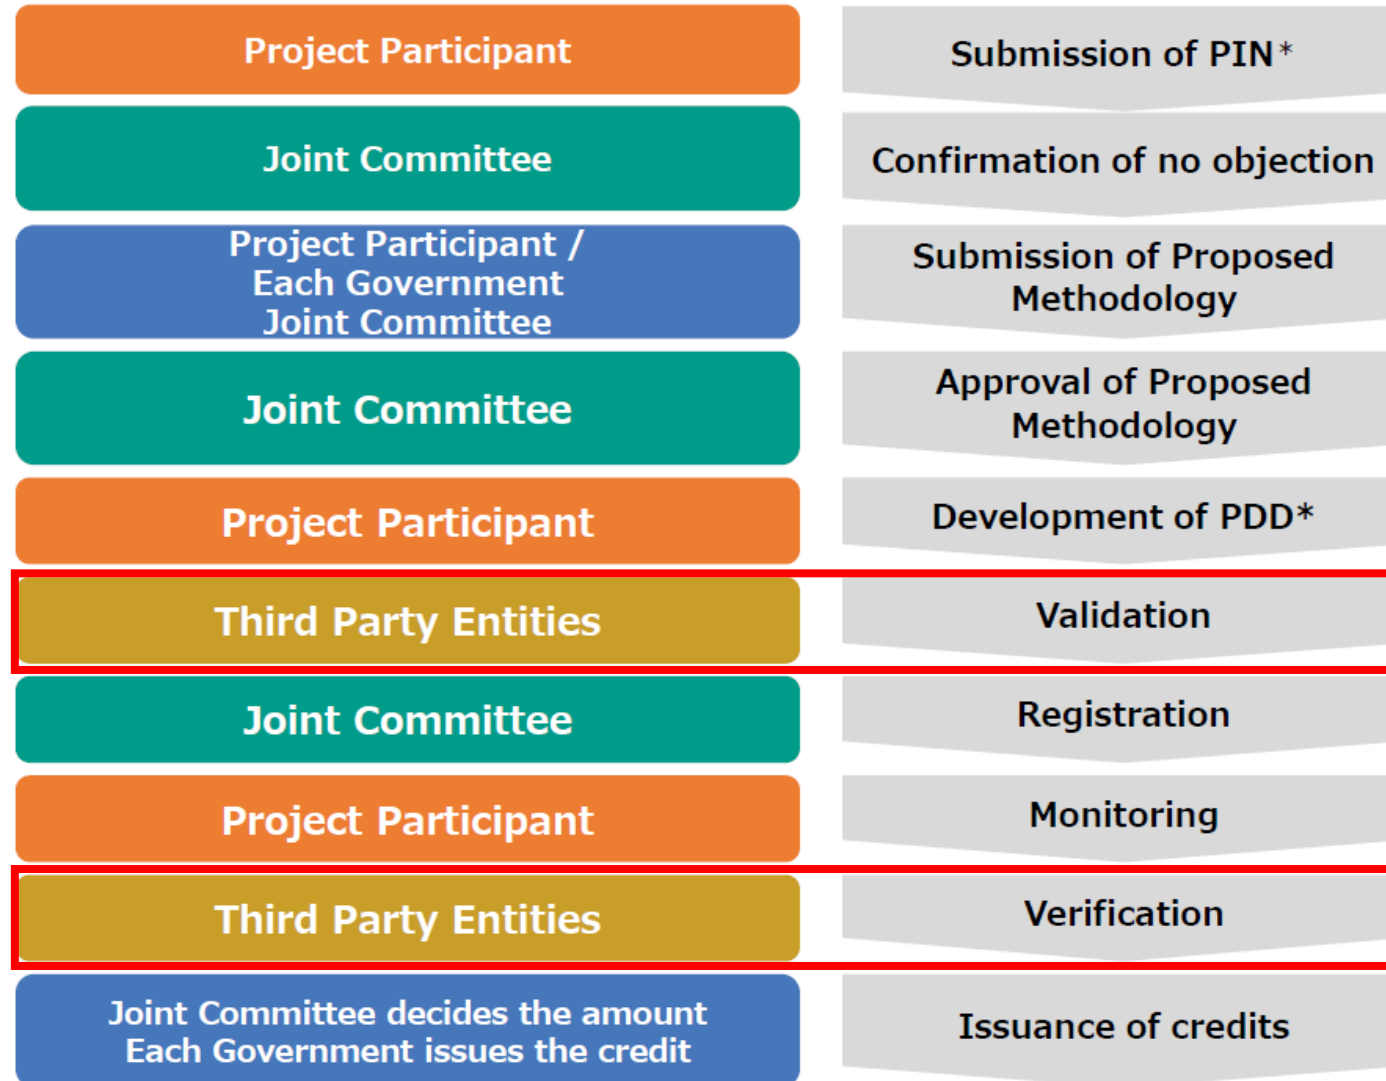 Project Participant
Submission of PIN*
Joint Committee
Confirmation of no objection
Project Participant /
Each Government
Joint Committee
Submission of Proposed
Methodology
Joint Committee
Approval of Proposed
Methodology
Project Participant
Development of PDD*
Third Party Entities
Validation
Joint Committee
Registration
Project Participant
Monitoring
Third Party Entities
Verification
Joint Committee decides the amount
Each Government issues the credit
Issuance of credits